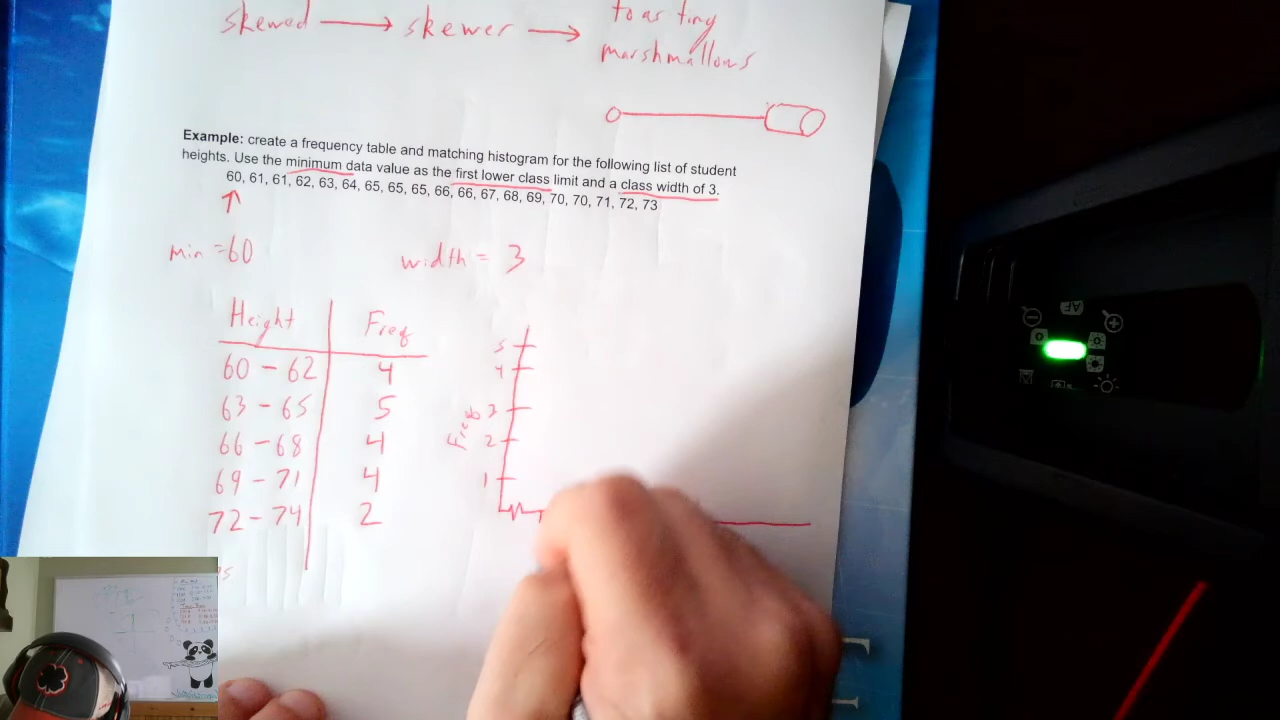 skewed → skewer → to as tiny
marshmallows
Example: create a frequency table and matching histogram for the following list of student
heights. Use the minimum data value as the first lower class limit and a class width of 3.
60, 61, 61, 62, 63, 64, 65, 65, 65, 66, 66, 67, 68, 69, 70, 70, 71, 72, 73
Min =60
width = 3
Height Freq
60 - 62 4
63 - 65 5
66 - 68 4
69 - 71 4
72 - 74 2
5
4
3
2
1
Freq
AF